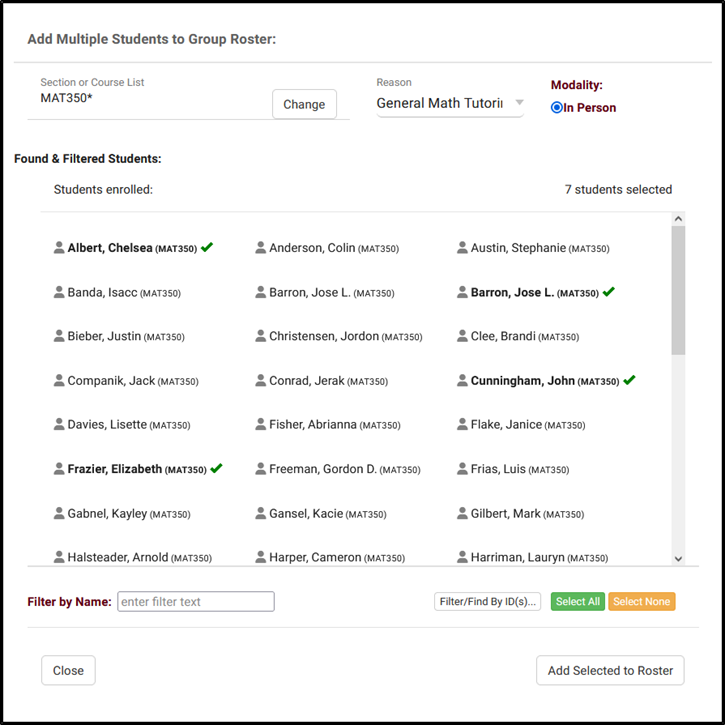 Add Multiple Students to Group Roster:
Section or Course List
MAT350*
Change
Reason
General Math Tutorin
Modality:
In Person
Found & Filtered Students:
Students enrolled:
7 students selected
Albert, Chelsea (MAT350)
Anderson, Colin (MAT350)
Austin, Stephanie (MAT350)
Banda, Isacc (MAT350)
Barron, Jose L. (MAT350)
Barron, Jose L. (MAT350)
Bieber, Justin (MAT350)
Christensen, Jordon (MAT350)
Clee, Brandi (MAT350)
Companik, Jack (MAT350)
Conrad, Jerak (MAT350)
Cunningham, John (MAT350)
Davies, Lisette (MAT350)
Fisher, Abrianna (MAT350)
Flake, Janice (MAT350)
Frazier, Elizabeth (MAT350)
Freeman, Gordon D. (MAT350)
Frias, Luis (MAT350)
Gabnel, Kayley (MAT350)
Gansel, Kacie (MAT350)
Gilbert, Mark (MAT350)
Halsteader, Arnold (MAT350)
Harper, Cameron (MAT350)
Harriman, Lauryn (MAT350)
Filter by Name:
enter filter text
Filter/Find By ID(s)...
Select All
Select None
Close
Add Selected to Roster